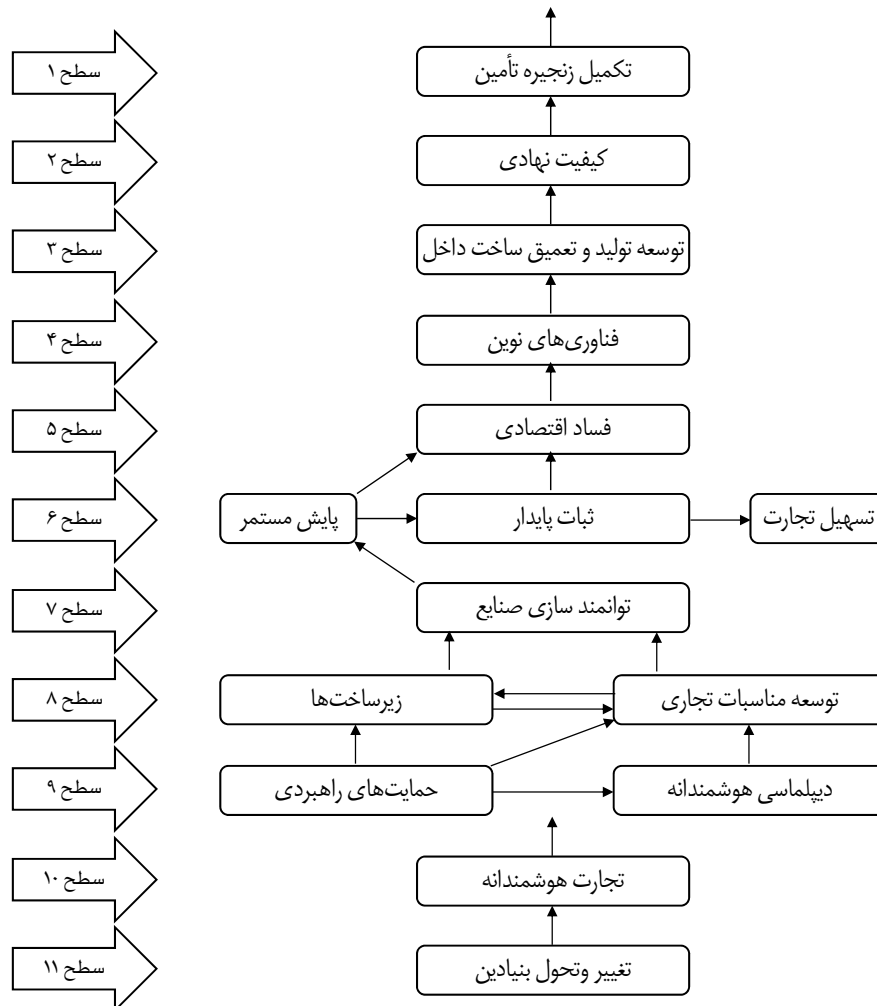 سطح ۱
تکمیل زنجیره تأمین
سطح ۲
کیفیت نهادی
سطح ۳
توسعه تولید و تعمیق ساخت داخل
سطح ۴
فناوری‌های نوین
سطح ۵
فساد اقتصادی
سطح ۶
تسهیل تجارت
ثبات پایدار
پایش مستمر
سطح ۷
توانمند سازی صنایع
سطح ۸
توسعه مناسبات تجاری
زیرساخت‌ها
سطح ۹
دیپلماسی هوشمندانه
حمایت‌های راهبردی
سطح ۱۰
تجارت هوشمندانه
سطح ۱۱
تغییر وتحول بنیادین